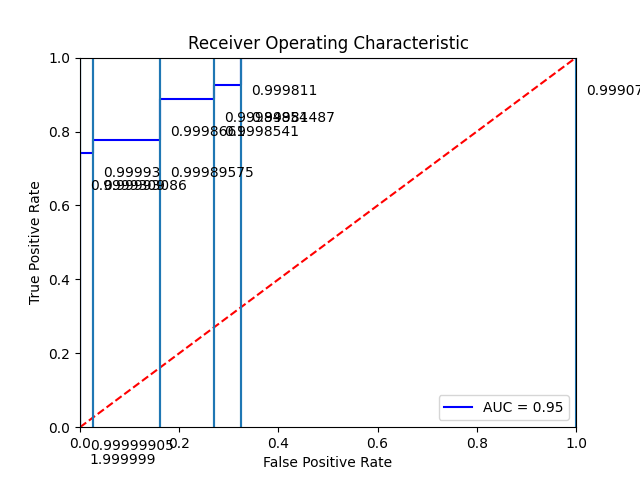 Receiver Operating Characteristic
1.0
0.999811
0.99907
0.8
0.9998541
True Positive Rate
0.99993
0.99989575
0.6
0.4
0.2
AUC = 0.95
0.0
0.0 0.2 0.4 0.6 0.8 1.0
0.99999905
1.999999
False Positive Rate